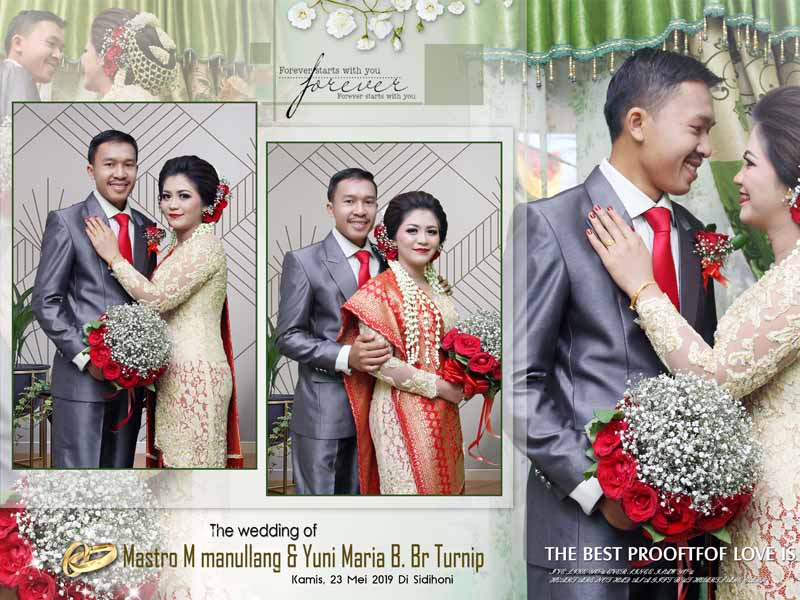 Forever starts with you
forever
Forever starts with you
The wedding of
Mastro M manullang & Yuni Maria B. Br Turnip
Kamis, 23 Mei 2019 Di Sidihoni
THE BEST PROOFTFOF LOVE IS